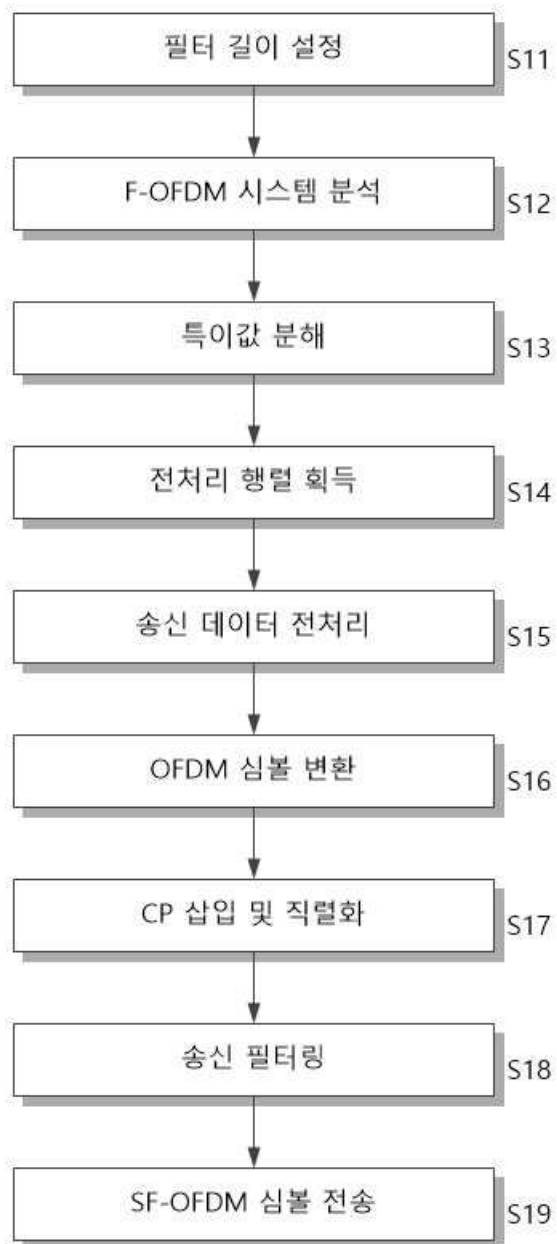 필터 길이 설정
S11
F-OFDM 시스템 분석
S12
특이값 분해
S13
전처리 행렬 획득
S14
송신 데이터 전처리
S15
OFDM 심볼 변환
S16
CP 삽입 및 직렬화
S17
송신 필터링
S18
SF-OFDM 심볼 전송
S19